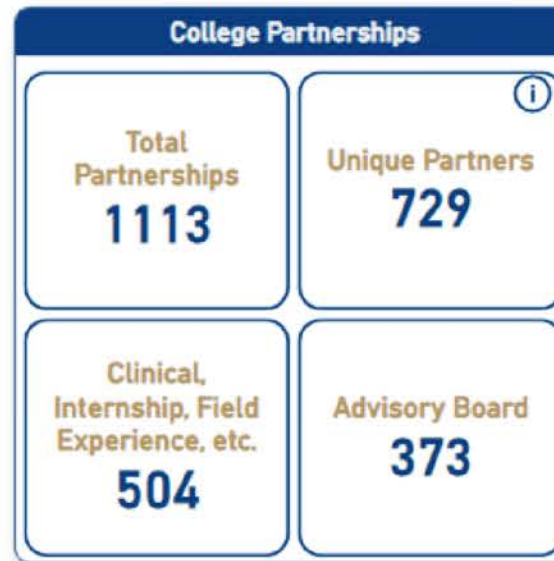 College Partnerships
Total
Partnerships
1113
i
Unique Partners
729
Clinical,
Internship, Field
Experience, etc.
504
Advisory Board
373